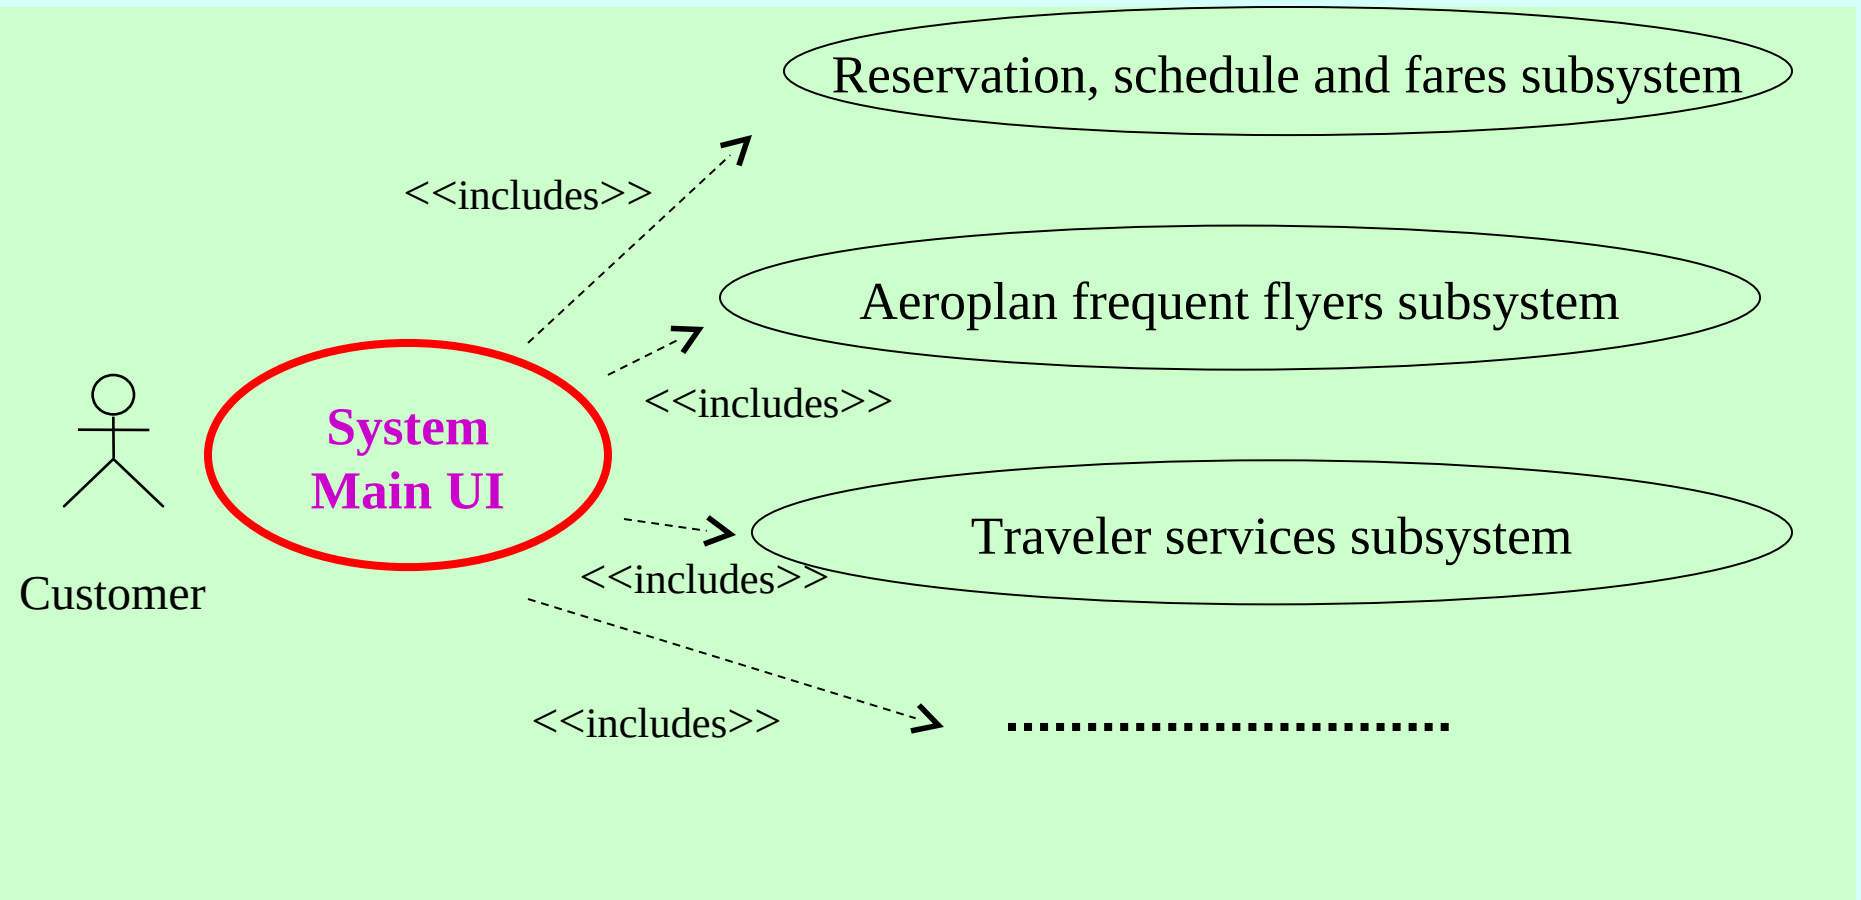 Reservation, schedule and fares subsystem
<<includes>>
Aeroplan frequent flyers subsystem
<<includes>>
System
Main UI
Traveler services subsystem
<<includes>>
Customer
<<includes>>